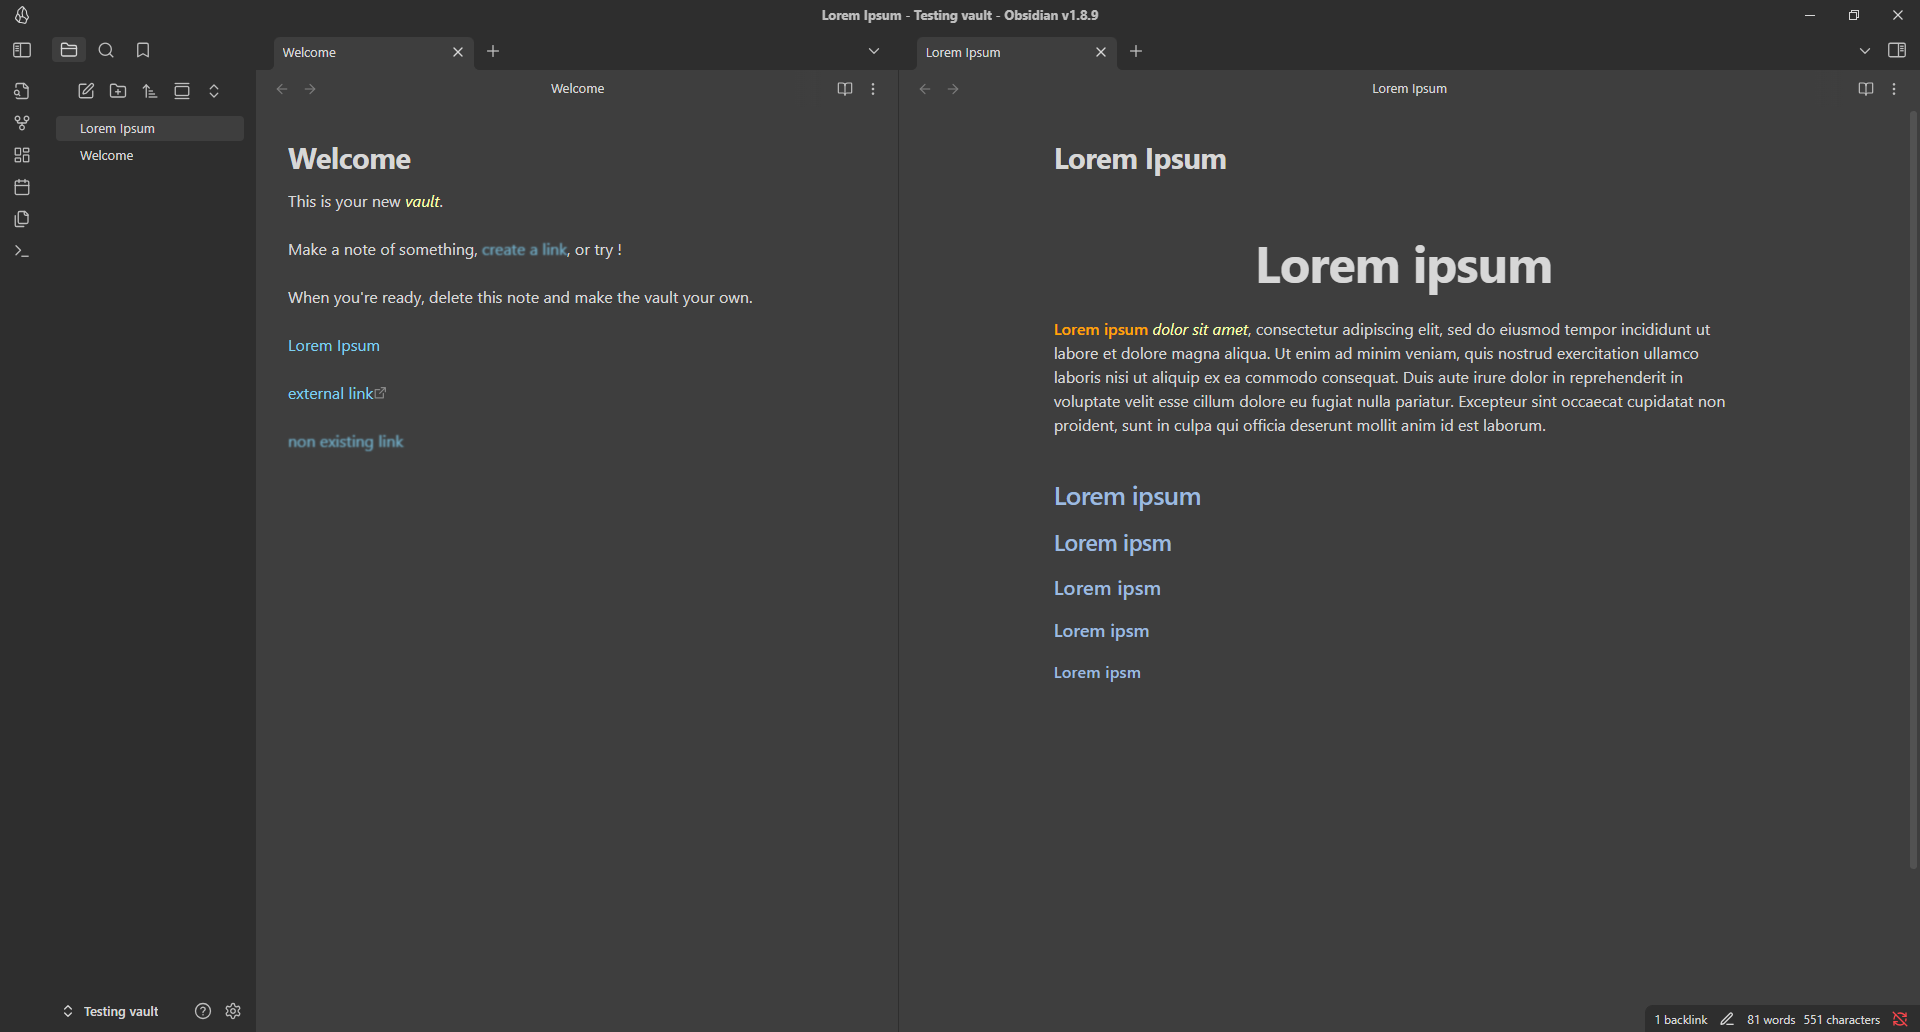 Lorem Ipsum - Testing vault - Obsidian v1.8.9
Welcome
Lorem Ipsum
Lorem Ipsum
Welcome
Testing vault
Welcome
Welcome
This is your new vault.
Make a note of something, create a link, or try !
When you're ready, delete this note and make the vault your own.
Lorem Ipsum
external link
non existing link
Lorem Ipsum
Lorem Ipsum
Lorem ipsum
Lorem ipsum dolor sit amet, consectetur adipiscing elit, sed do eiusmod tempor incididunt ut
labore et dolore magna aliqua. Ut enim ad minim veniam, quis nostrud exercitation ullamco
laboris nisi ut aliquip ex ea commodo consequat. Duis aute irure dolor in reprehenderit in
voluptate velit esse cillum dolore eu fugiat nulla pariatur. Excepteur sint occaecat cupidatat non
proident, sunt in culpa qui officia deserunt mollit anim id est laborum.
Lorem ipsum
Lorem ipsm
Lorem ipsm
Lorem ipsm
Lorem ipsm
1 backlink 81 words 551 characters